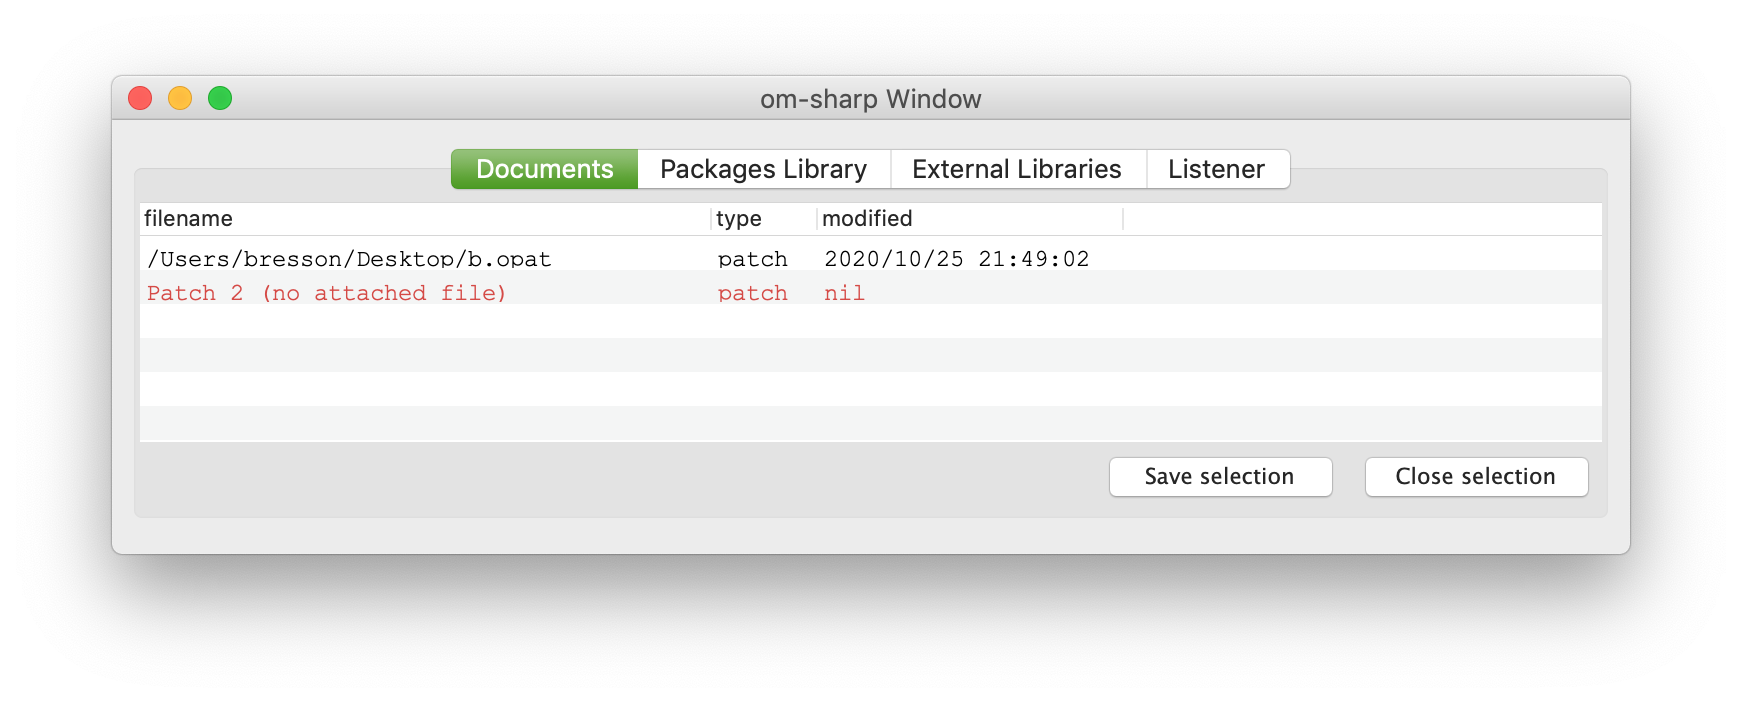 om-sharp Window
Documents Packages Library External Libraries Listener
filename type modified
/Users/bresson/Desktop/b.opat patch 2020/10/25 21:49:02
Patch 2 (no attached file) patch nil
Save selection Close selection